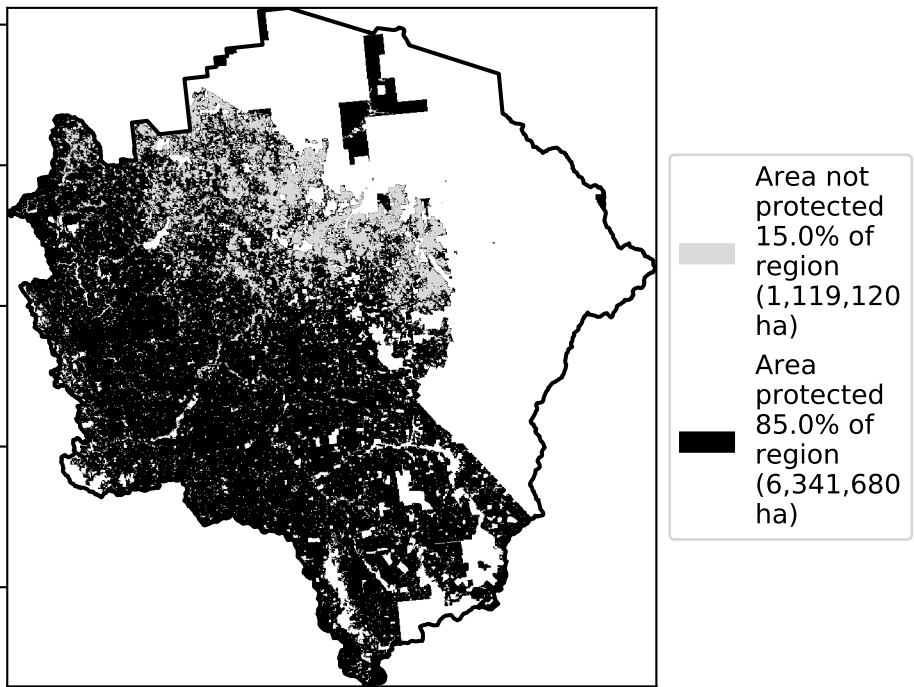 Area not
protected
15.0% of
region
(1,119,120
ha)
Area
protected
85.0% of
region
(6,341,680
ha)